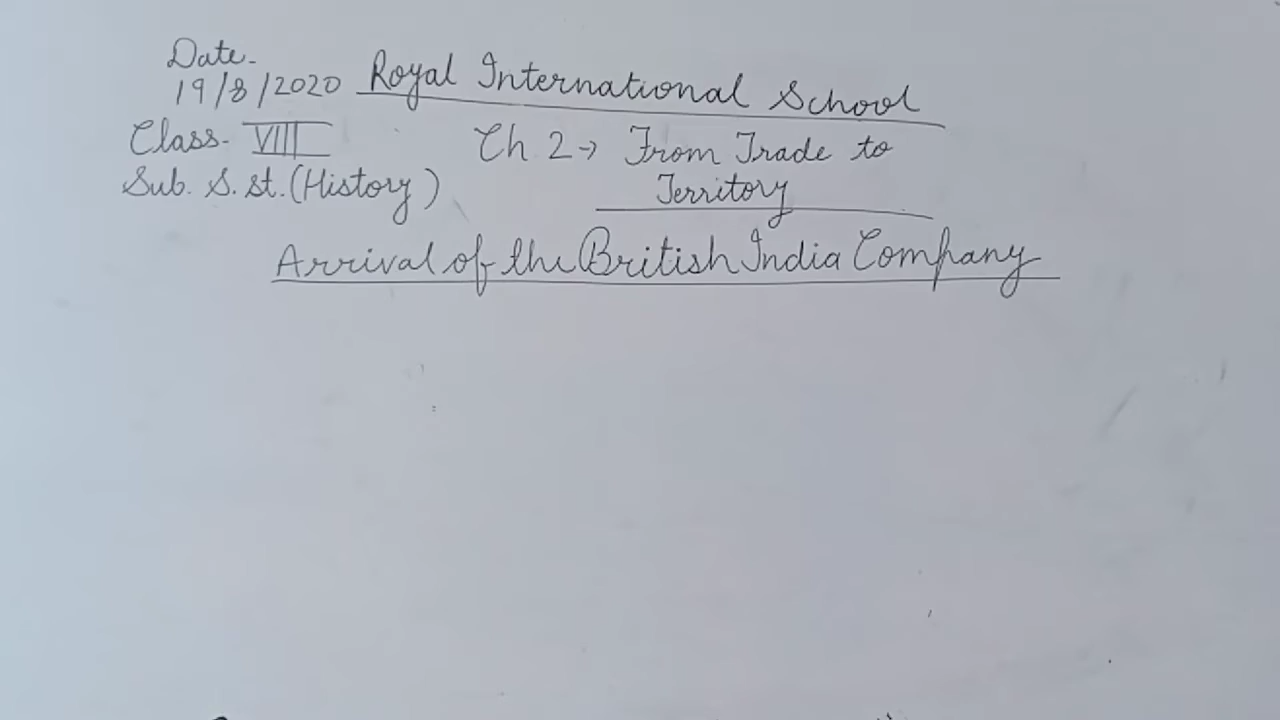 Date-
19/8/2020 Royal International School
Class- VIII Ch 2→ From Trade to
Sub. S. st. (History) Territory
Arrival of the British India Company